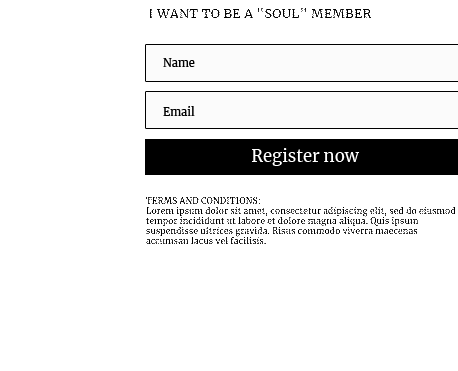 I WANT TO BE A "SOUL" MEMBER
Name
Email
Register now
TERMS AND CONDITIONS:
Lorem ipsum dolor sit amet, consectetur adipiscing elit, sed do eiusmod
tempor incididunt ut labore et dolore magna aliqua. Quis ipsum
suspendisse ultrices gravida. Risus commodo viverra maecenas
accumsan lacus vel facilisis.